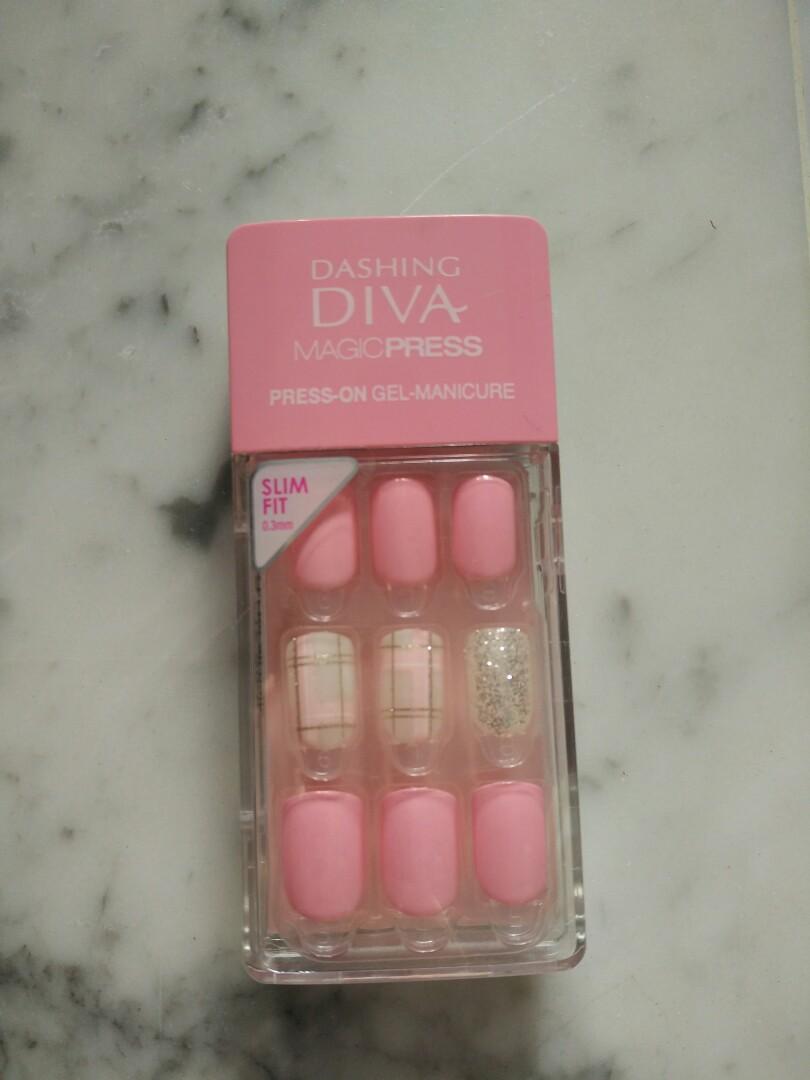 DASHING
DIVA
MAGICPRESS
PRESS-ON GEL-MANICURE
SLIM
FIT
0.3mm